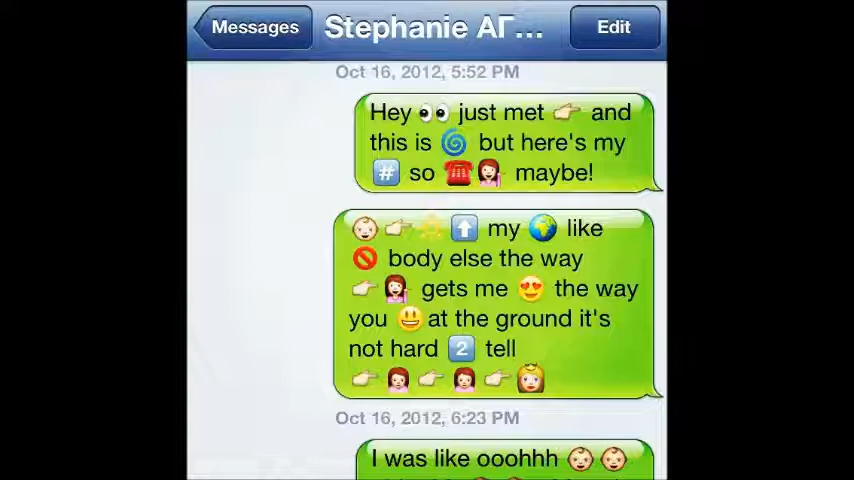 Messages
Stephanie ΑΓ...
Edit
Oct 16, 2012, 5:52 PM
Hey 👀 just met 👉 and
this is 🌀 but here's my
#️⃣ so ☎️💁 maybe!
👶👉🔆⬆️ my 🌍 like
🚫 body else the way
👉💁 gets me 😍 the way
you 😃 at the ground it's
not hard 2️⃣ tell
👉💁👉💁👉👸
Oct 16, 2012, 6:23 PM
I was like ooohhh 👶👶